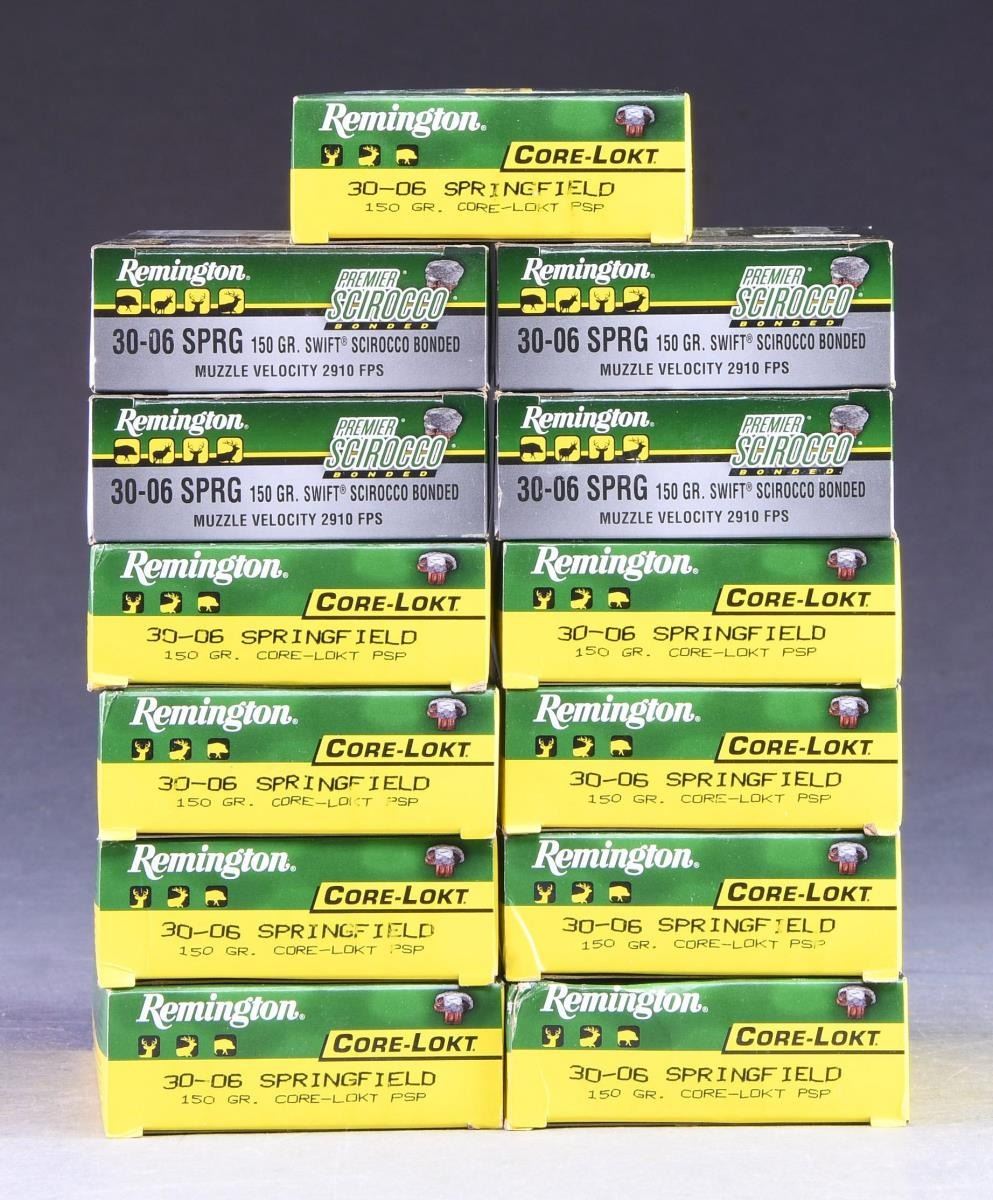 Remington®
CORE-LOKT®
30-06 SPRINGFIELD
150 GR. CORE-LOKT PSP
Remington®
PREMIER®
SCIROCCO®
BONDED
30-06 SPRG 150 GR. SWIFT® SCIROCCO BONDED
MUZZLE VELOCITY 2910 FPS
Remington®
PREMIER®
SCIROCCO®
BONDED
30-06 SPRG 150 GR. SWIFT® SCIROCCO BONDED
MUZZLE VELOCITY 2910 FPS
Remington®
PREMIER®
SCIROCCO®
BONDED
30-06 SPRG 150 GR. SWIFT® SCIROCCO BONDED
MUZZLE VELOCITY 2910 FPS
Remington®
PREMIER®
SCIROCCO®
BONDED
30-06 SPRG 150 GR. SWIFT® SCIROCCO BONDED
MUZZLE VELOCITY 2910 FPS
Remington®
CORE-LOKT®
30-06 SPRINGFIELD
150 GR. CORE-LOKT PSP
Remington®
CORE-LOKT®
30-06 SPRINGFIELD
150 GR. CORE-LOKT PSP
Remington®
CORE-LOKT®
30-06 SPRINGFIELD
150 GR. CORE-LOKT PSP
Remington®
CORE-LOKT®
30-06 SPRINGFIELD
150 GR. CORE-LOKT PSP
Remington®
CORE-LOKT®
30-06 SPRINGFIELD
150 GR. CORE-LOKT PSP
Remington®
CORE-LOKT®
30-06 SPRINGFIELD
150 GR. CORE-LOKT PSP
Remington®
CORE-LOKT®
30-06 SPRINGFIELD
150 GR. CORE-LOKT PSP
Remington®
CORE-LOKT®
30-06 SPRINGFIELD
150 GR. CORE-LOKT PSP